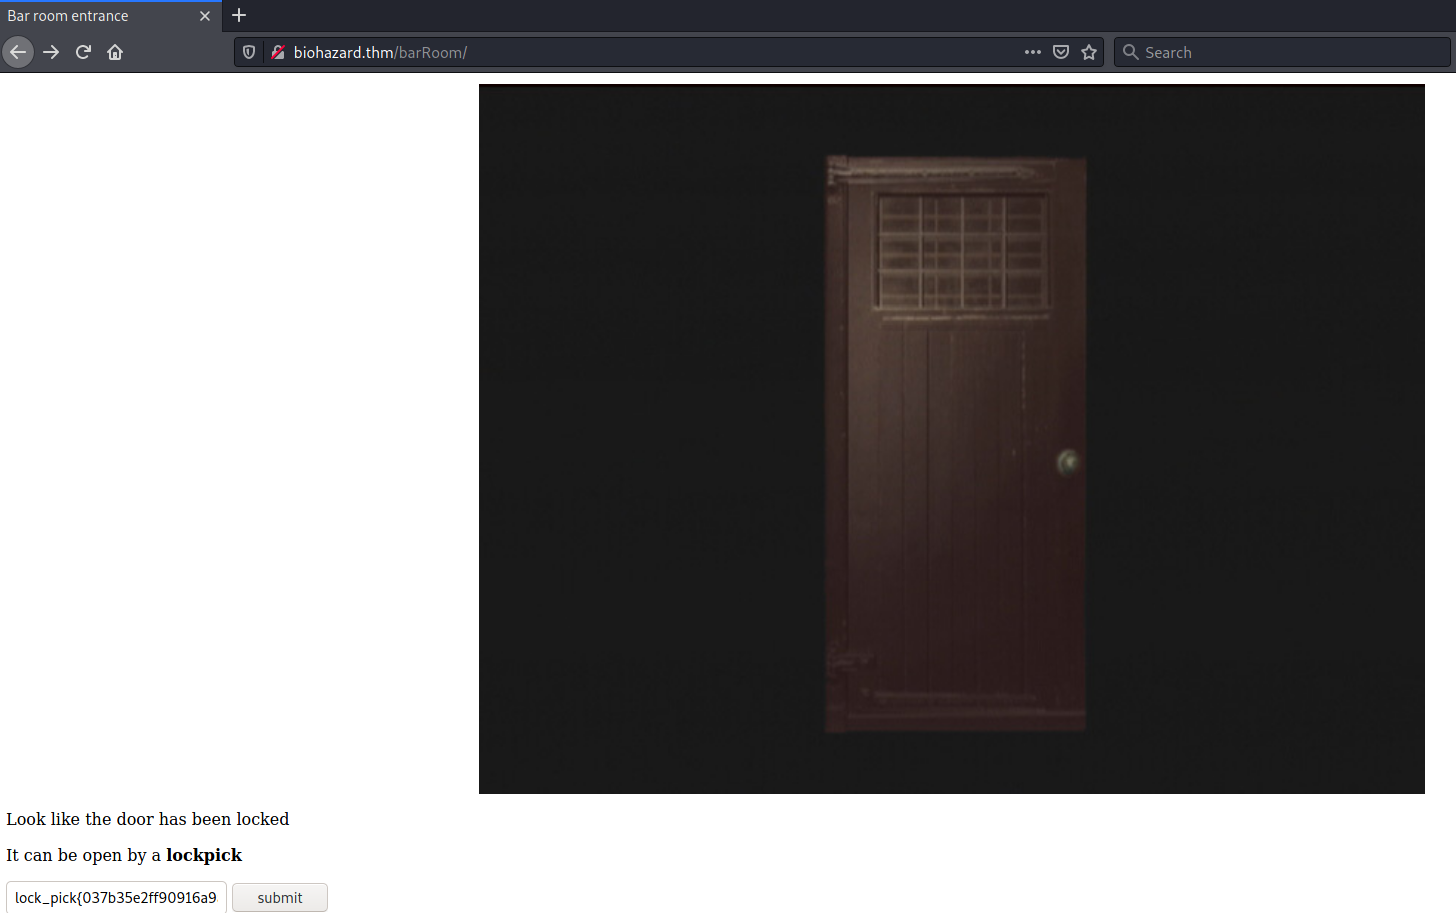 Bar room entrance
biohazard.thm/barRoom/
Search
Look like the door has been locked
It can be open by a lockpick
lock_pick{037b35e2ff90916a9
submit